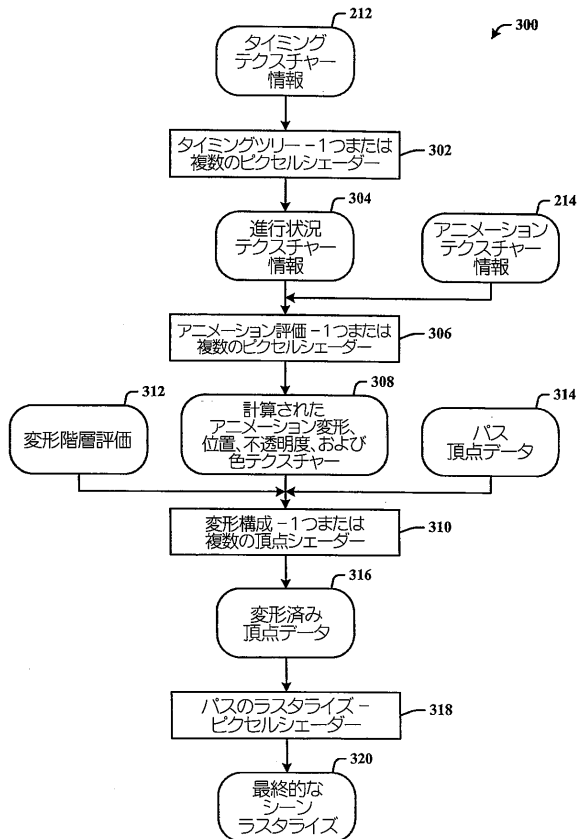 212
300
タイミング
テクスチャー
情報
タイミングツリー－1つまたは
複数のピクセルシェーダー
302
304
進行状況
テクスチャー
情報
214
アニメーション
テクスチャー
情報
アニメーション評価－1つまたは
複数のピクセルシェーダー
306
312
変形階層評価
308
計算された
アニメーション変形、
位置、不透明度、および
色テクスチャー
314
パス
頂点データ
変形構成－1つまたは
複数の頂点シェーダー
310
316
変形済み
頂点データ
パスのラスタライズ－
ピクセルシェーダー
318
320
最終的な
シーン
ラスタライズ